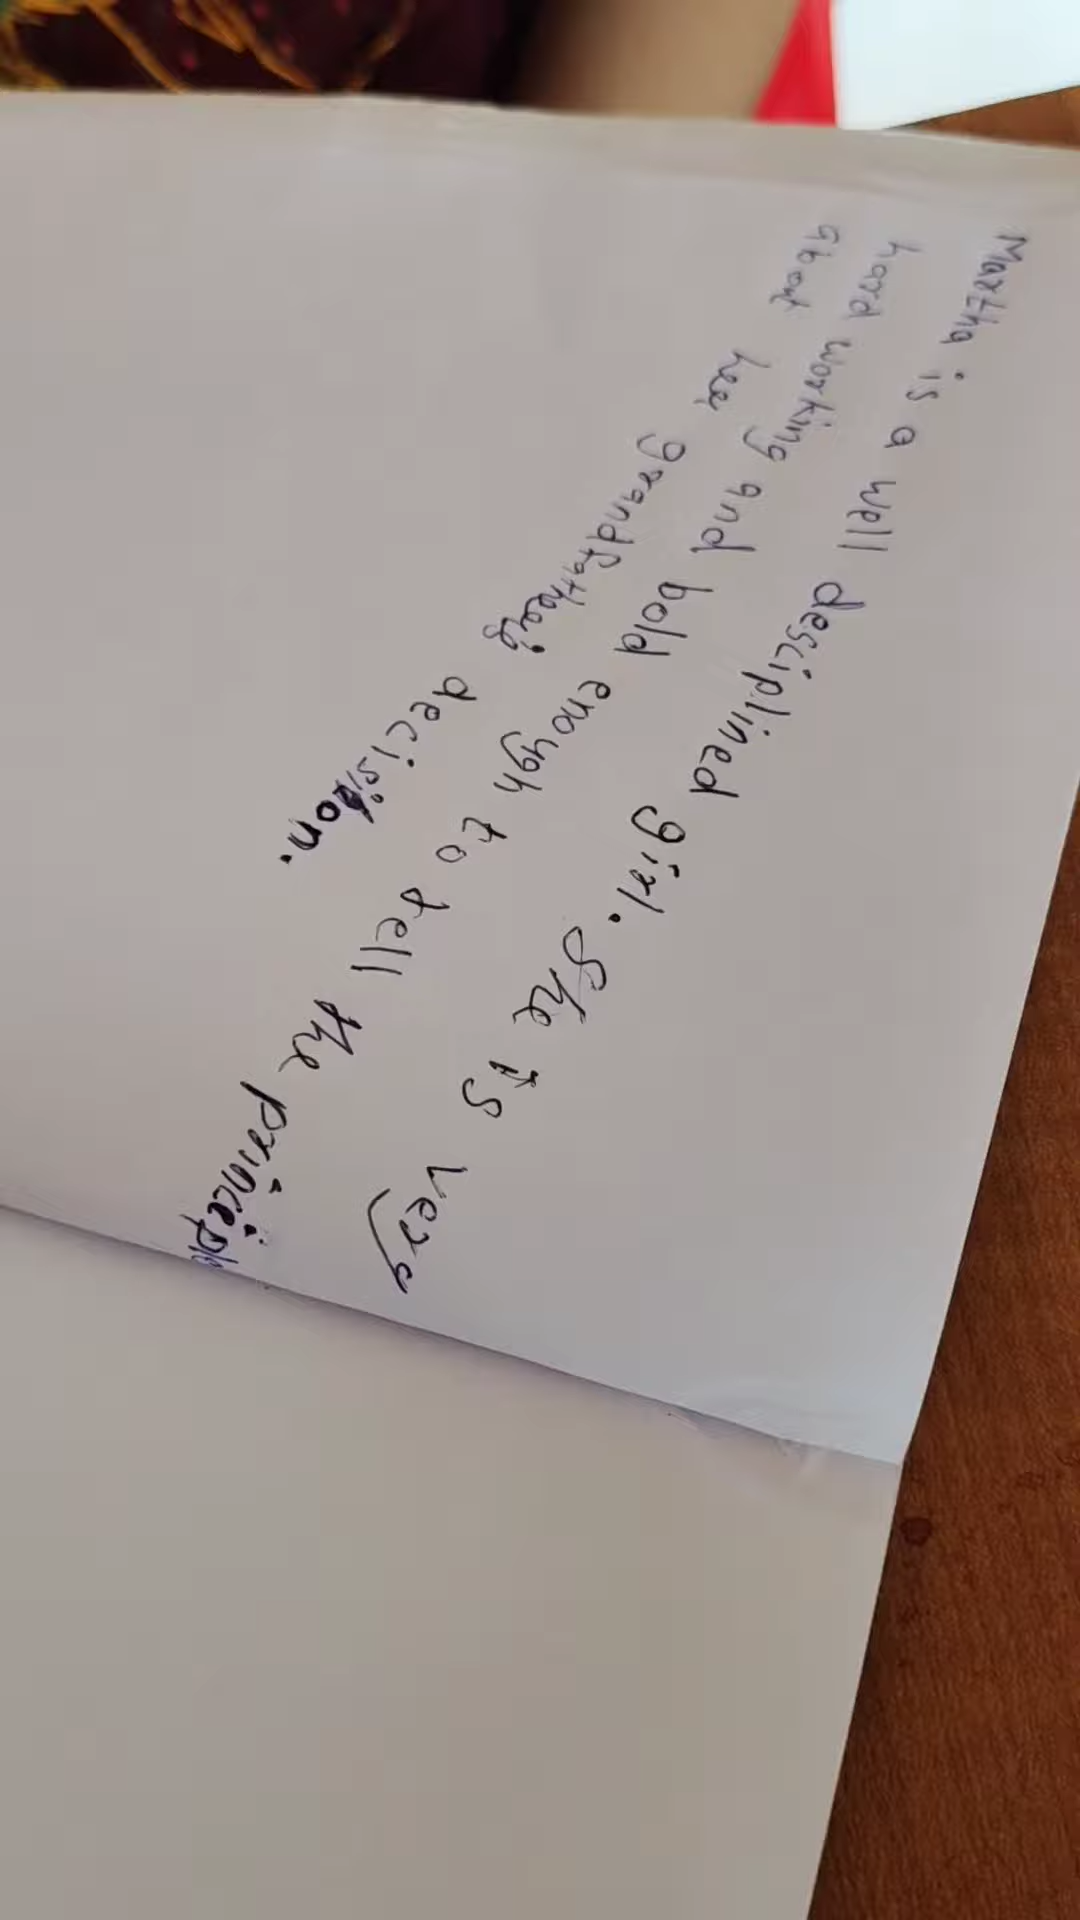 Martha is a well desciplined girl. She is very
hard working and bold enough to tell the principle
about her grandfather's decision.